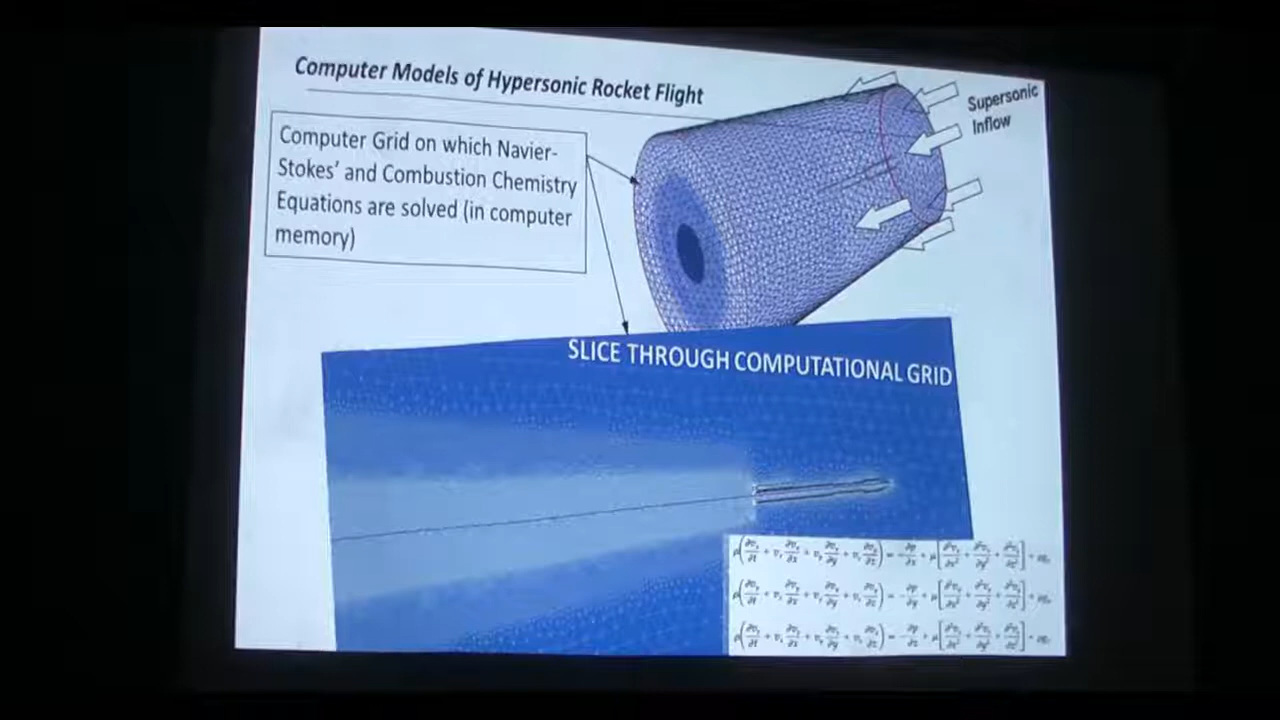 Computer Models of Hypersonic Rocket Flight
Supersonic
Inflow
Computer Grid on which Navier-
Stokes’ and Combustion Chemistry
Equations are solved (in computer
memory)
SLICE THROUGH COMPUTATIONAL GRID